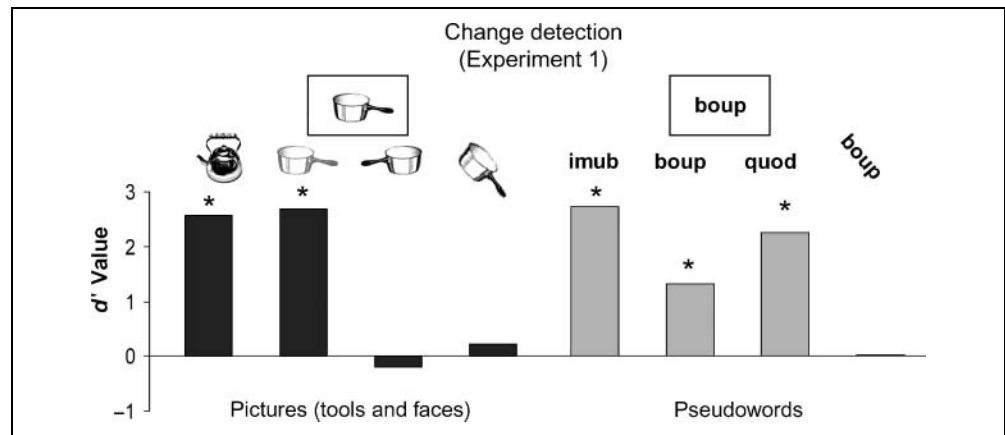 Change detection
(Experiment 1)
boup
imub boup quod boup
* * * * *
3
2
1
0
–1
d' Value
Pictures (tools and faces) Pseudowords